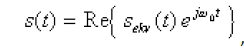 s(t) = Re{ s_{ekv}(t) e^{jω_0 t} } ,